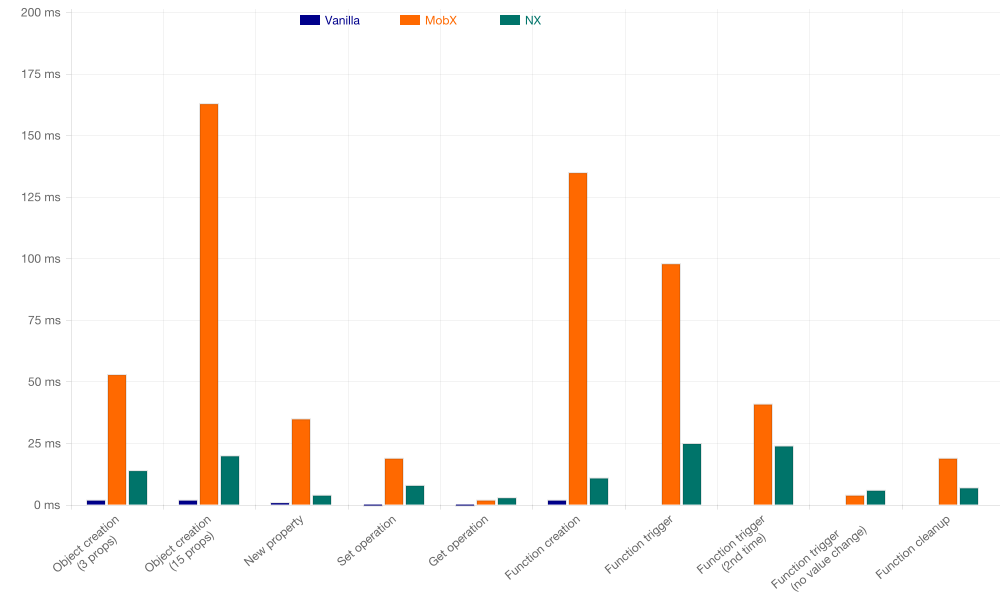 Vanilla
MobX
NX
200 ms
175 ms
150 ms
125 ms
100 ms
75 ms
50 ms
25 ms
0 ms
Object creation
(3 props)
Object creation
(15 props)
New property
Set operation
Get operation
Function creation
Function trigger
Function trigger
(2nd time)
Function trigger
(no value change)
Function cleanup